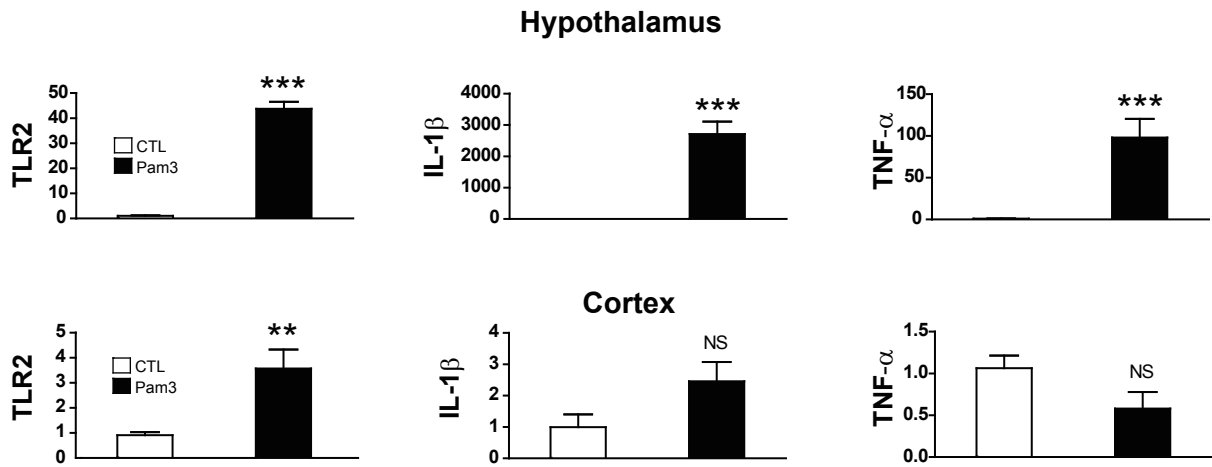 Hypothalamus
TLR2
50
40
30
20
10
0
CTL
Pam3
***
IL-1β
4000
3000
2000
1000
0
***
TNF-α
150
100
50
0
***
Cortex
TLR2
5
4
3
2
1
0
CTL
Pam3
**
IL-1β
4
3
2
1
0
NS
TNF-α
1.5
1.0
0.5
0.0
NS